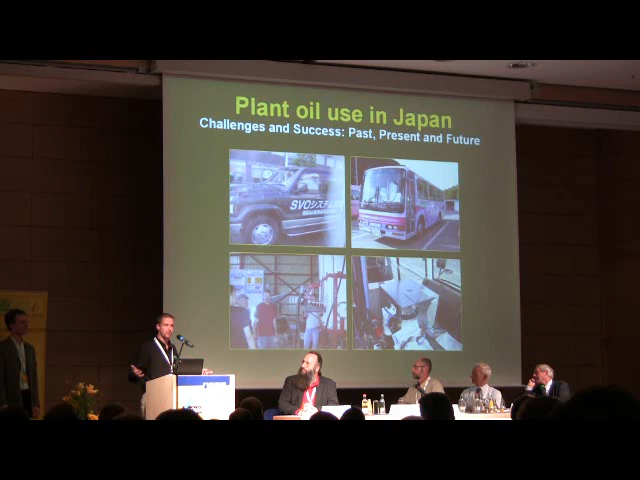 Plant oil use in Japan
Challenges and Success: Past, Present and Future
SVOシステム